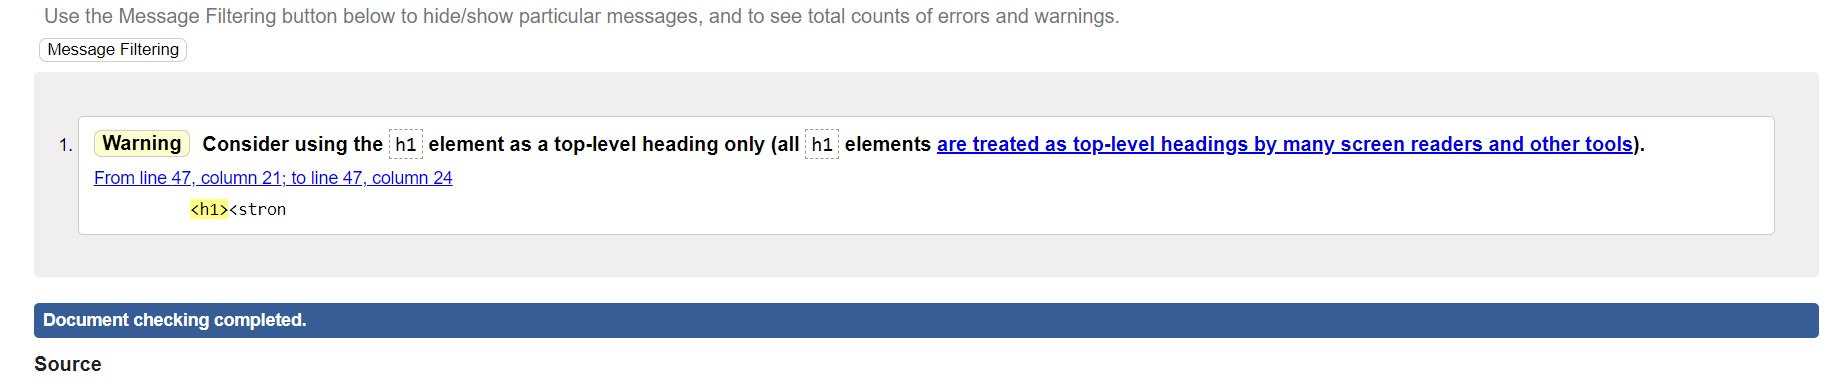 Use the Message Filtering button below to hide/show particular messages, and to see total counts of errors and warnings.
Message Filtering
1. Warning Consider using the h1 element as a top-level heading only (all h1 elements are treated as top-level headings by many screen readers and other tools).
From line 47, column 21; to line 47, column 24
<h1><stron
Document checking completed.
Source